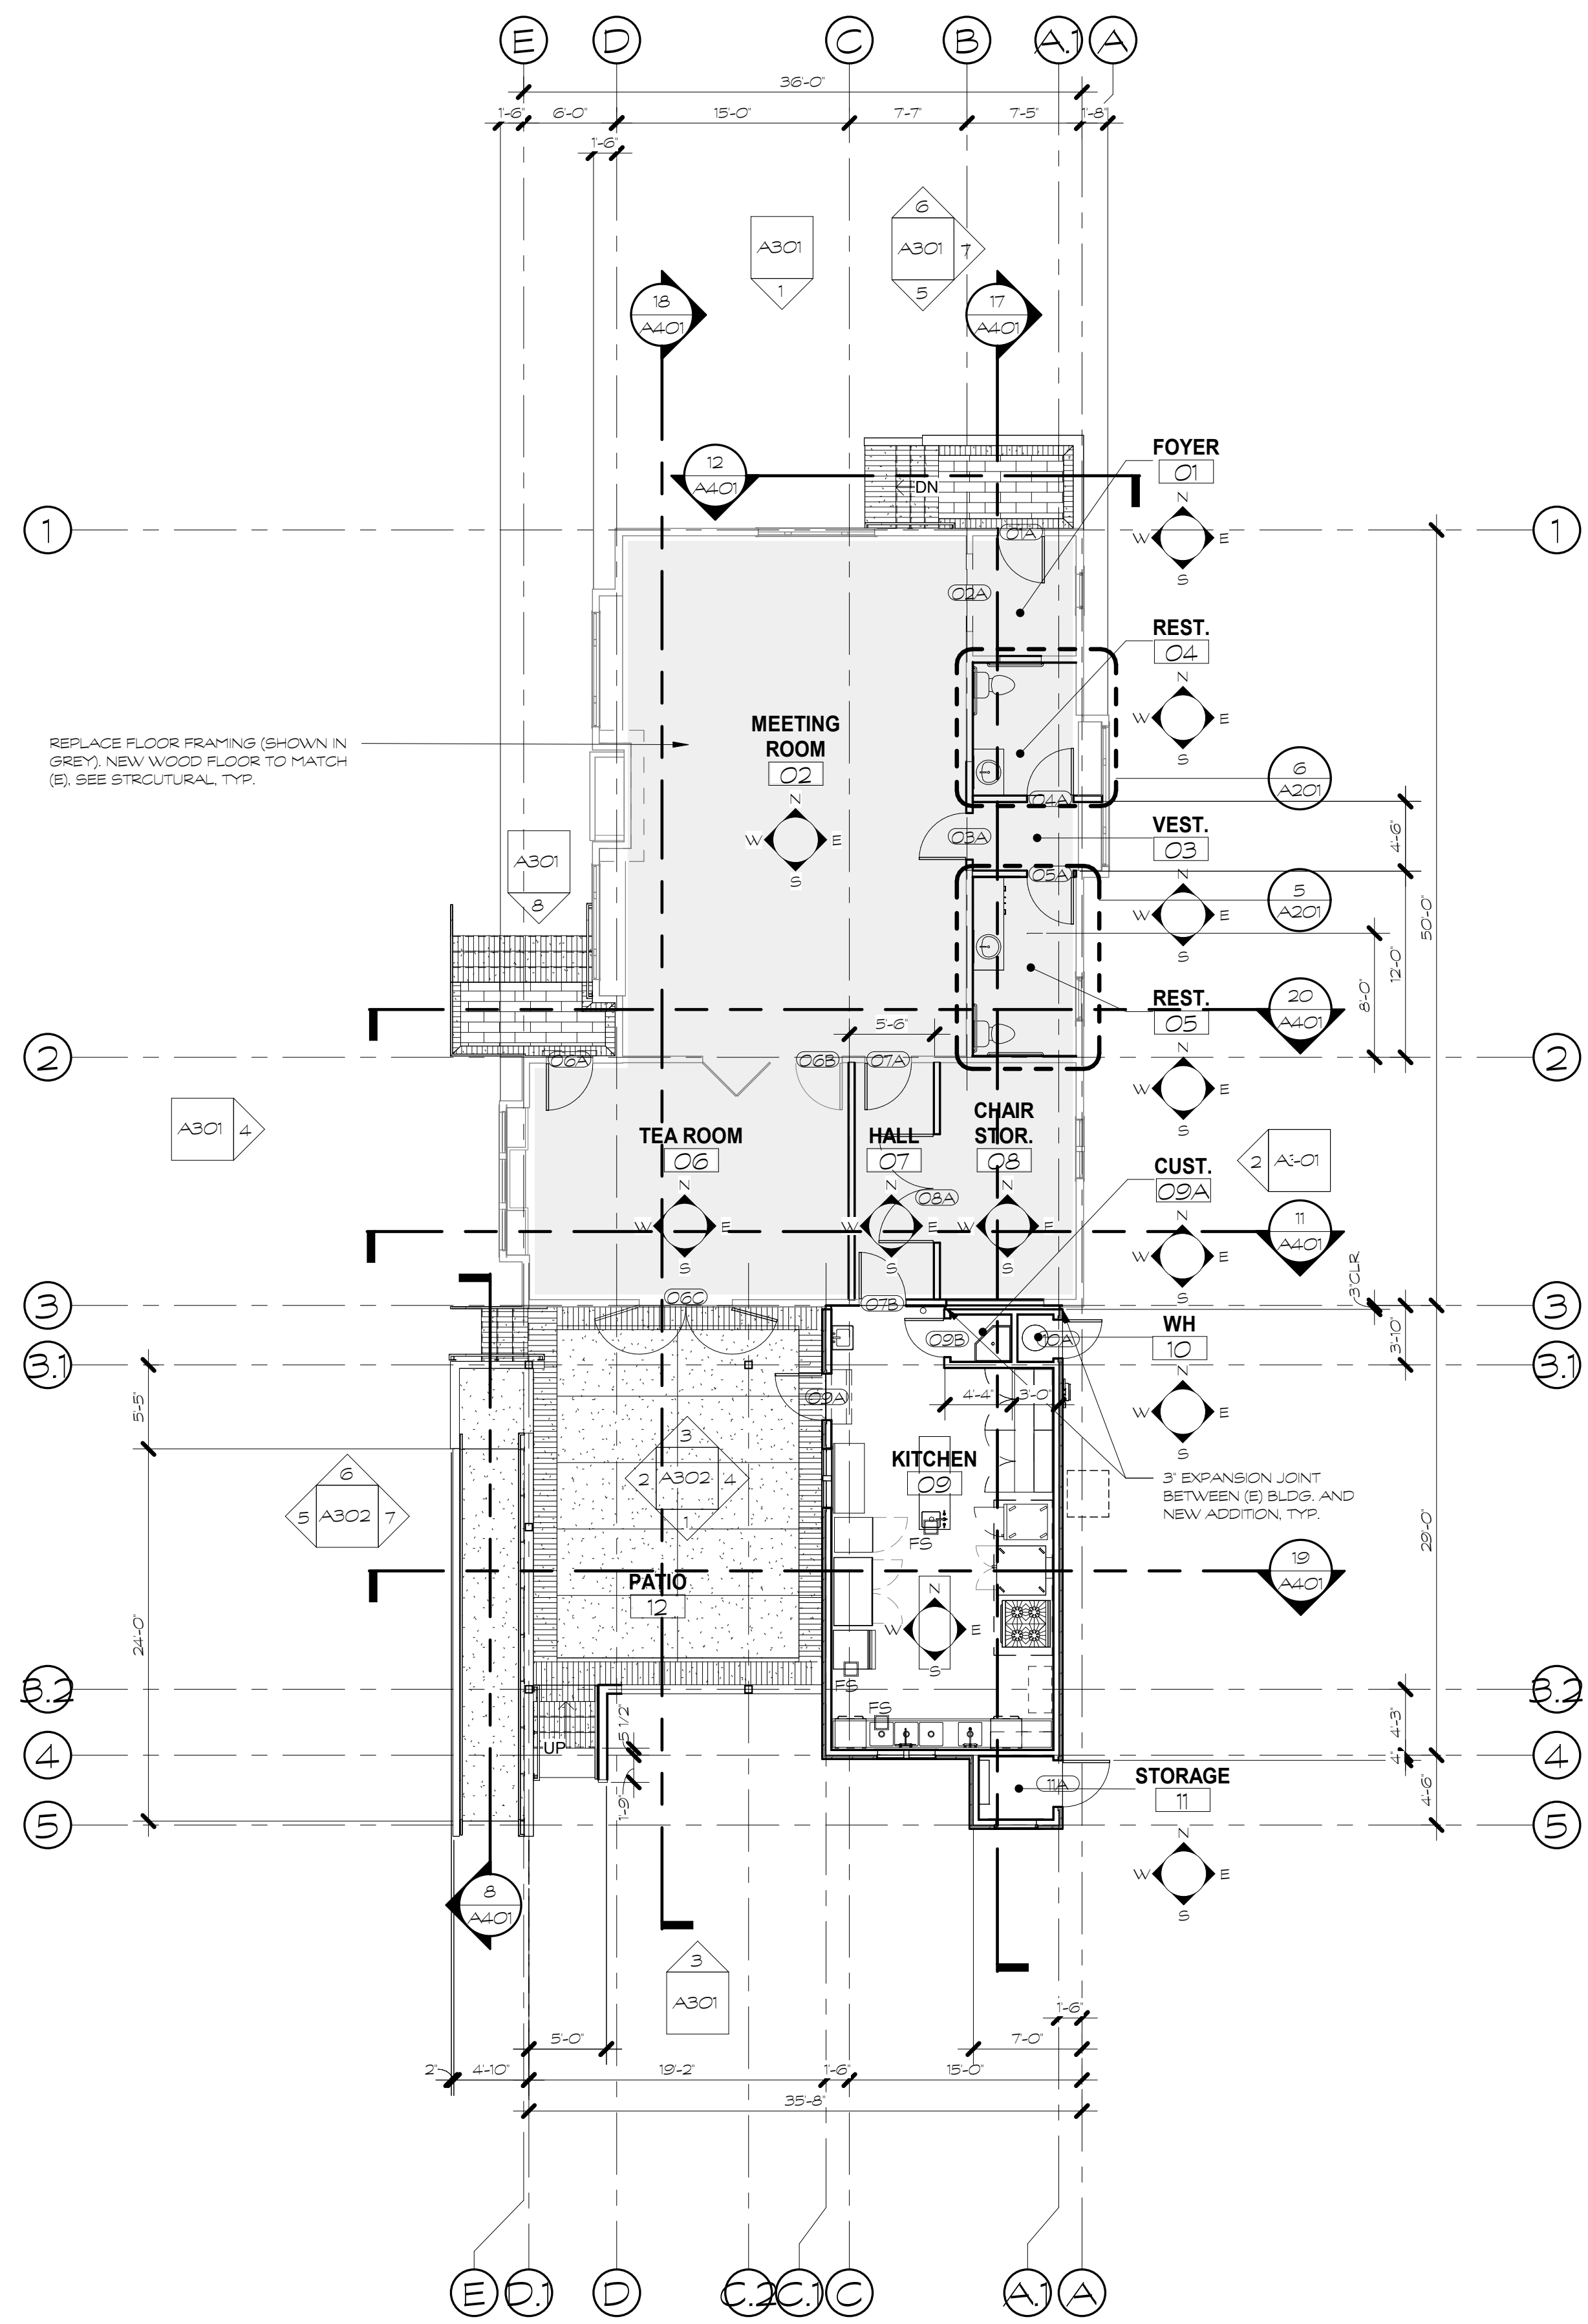 E D C B A.1 A
36'-0"
1'-6" 6'-0" 15'-0" 7'-7" 7'-5" 1'-8"
1'-6"
A301 1
6 A301 7 5
18 A401
17 A401
12 A401
DN
FOYER
01
N W E S
1 1
01A
02A
REST.
04
N W E S
REPLACE FLOOR FRAMING (SHOWN IN
GREY). NEW WOOD FLOOR TO MATCH
(E), SEE STRCUTURAL, TYP.
MEETING
ROOM
02
N W E S
6 A201
04A
VEST.
03
N W E S
03A
4'-6"
A301 8
05A
5 A201
50'-0"
12'-0"
8'-0"
REST.
05
N W E S
20 A401
5'-6"
2 2
06A 06B 07A
A301 4
TEA ROOM
06
N W E S
HALL
07
N W E S
CHAIR
STOR.
08
N W E
08A
CUST.
09A
N W E S
2
11 A401
3" CLR
3 3
06C 07B
09B 10A
WH
10
N W E S
3'-10"
3.1 3.1
5'-5"
09A
4'-4" 3'-0"
3 2 A302 4 1
6 5 A302 7
KITCHEN
09
N W E S
FS
3" EXPANSION JOINT
BETWEEN (E) BLDG. AND
NEW ADDITION, TYP.
29'-0"
19 A401
PATIO
12
24'-0"
FS
FS
3.2 3.2
5 1/2"
UP
4'-3"
4 4
4"
1'-9"
11A
STORAGE
11
N W E S
4'-6"
5 5
8 A401
3 A301
1'-6"
5'-0" 7'-0"
2" 4'-10" 19'-2" 1'-6" 15'-0"
35'-8"
E D.1 D C.2 C.1 C A.1 A